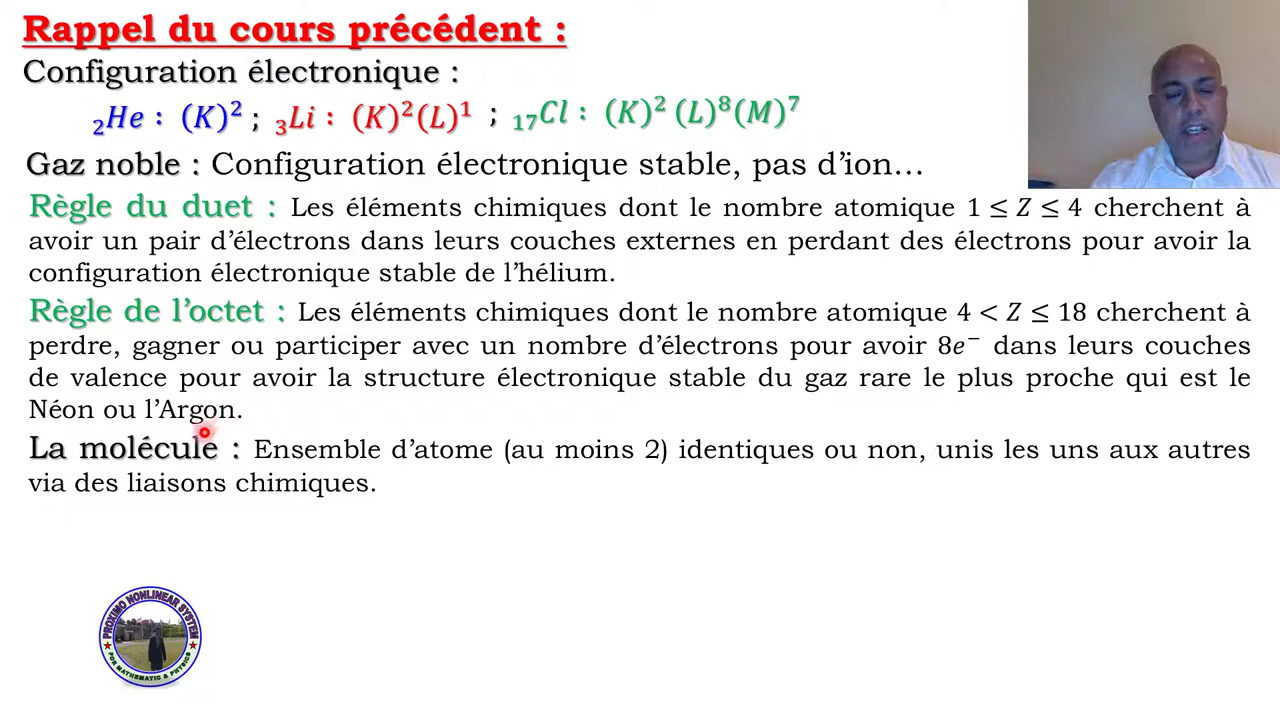 Rappel du cours précédent :
Configuration électronique :
₂He : (K)² ; ₃Li : (K)²(L)¹ ; ₁₇Cl : (K)² (L)⁸(M)⁷
Gaz noble : Configuration électronique stable, pas d’ion…
Règle du duet : Les éléments chimiques dont le nombre atomique 1 ≤ Z ≤ 4 cherchent à
avoir un pair d’électrons dans leurs couches externes en perdant des électrons pour avoir la
configuration électronique stable de l’hélium.
Règle de l’octet : Les éléments chimiques dont le nombre atomique 4 < Z ≤ 18 cherchent à
perdre, gagner ou participer avec un nombre d’électrons pour avoir 8e⁻ dans leurs couches
de valence pour avoir la structure électronique stable du gaz rare le plus proche qui est le
Néon ou l’Argon.
La molécule : Ensemble d’atome (au moins 2) identiques ou non, unis les uns aux autres
via des liaisons chimiques.
PROXIMO NONLINEAR SYSTEM
FOR MATHEMATIC & PHYSICS